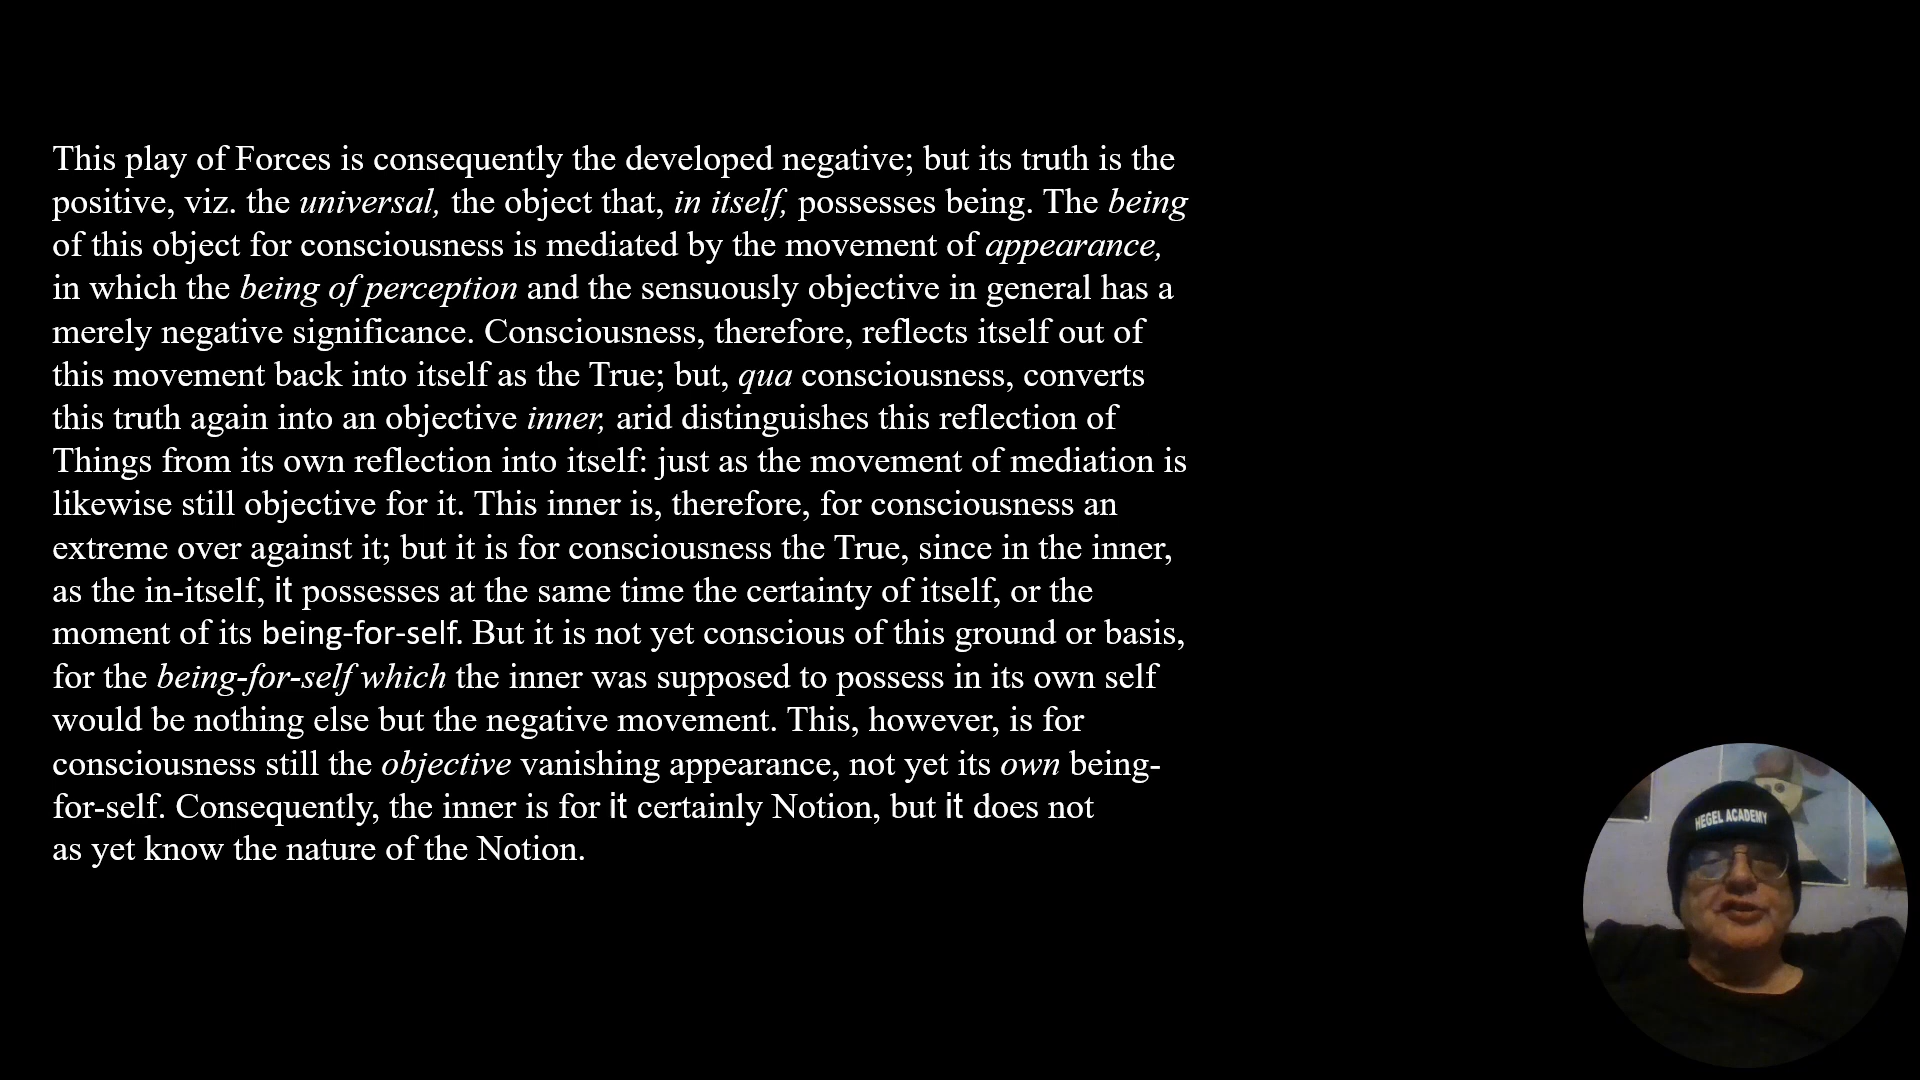 This play of Forces is consequently the developed negative; but its truth is the
positive, viz. the universal, the object that, in itself, possesses being. The being
of this object for consciousness is mediated by the movement of appearance,
in which the being of perception and the sensuously objective in general has a
merely negative significance. Consciousness, therefore, reflects itself out of
this movement back into itself as the True; but, qua consciousness, converts
this truth again into an objective inner, arid distinguishes this reflection of
Things from its own reflection into itself: just as the movement of mediation is
likewise still objective for it. This inner is, therefore, for consciousness an
extreme over against it; but it is for consciousness the True, since in the inner,
as the in-itself, it possesses at the same time the certainty of itself, or the
moment of its being-for-self. But it is not yet conscious of this ground or basis,
for the being-for-self which the inner was supposed to possess in its own self
would be nothing else but the negative movement. This, however, is for
consciousness still the objective vanishing appearance, not yet its own being-
for-self. Consequently, the inner is for it certainly Notion, but it does not
as yet know the nature of the Notion.
HEGEL ACADEMY